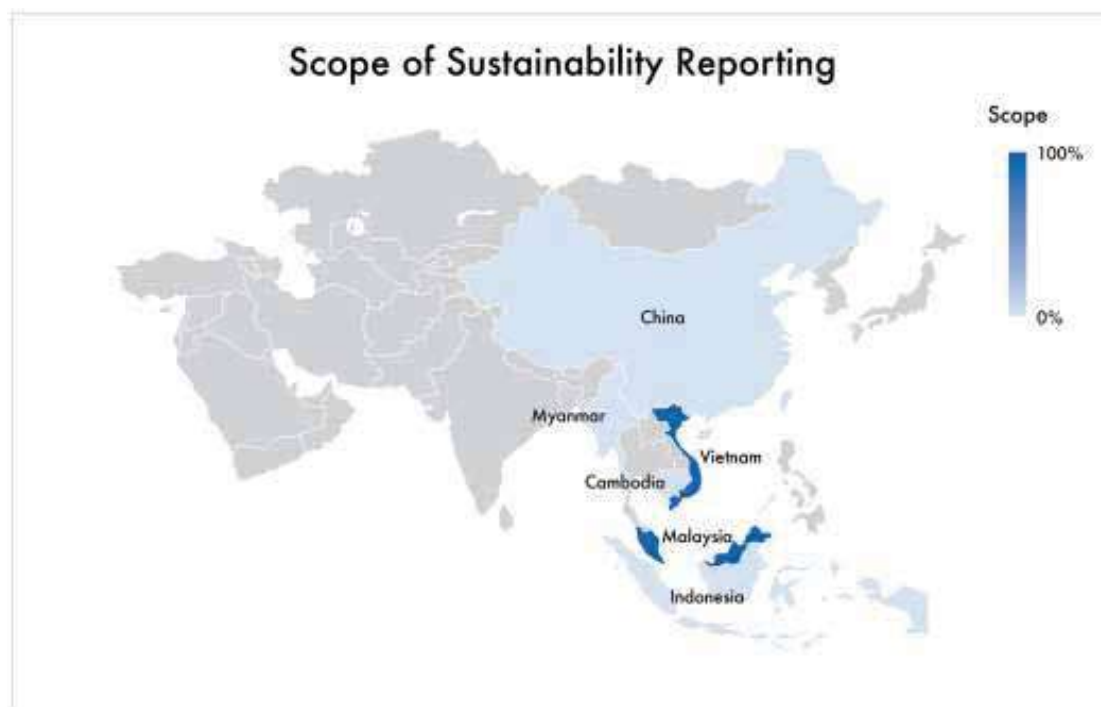 Scope of Sustainability Reporting
Scope
100%
0%
China
Myanmar
Vietnam
Cambodia
Malaysia
Indonesia